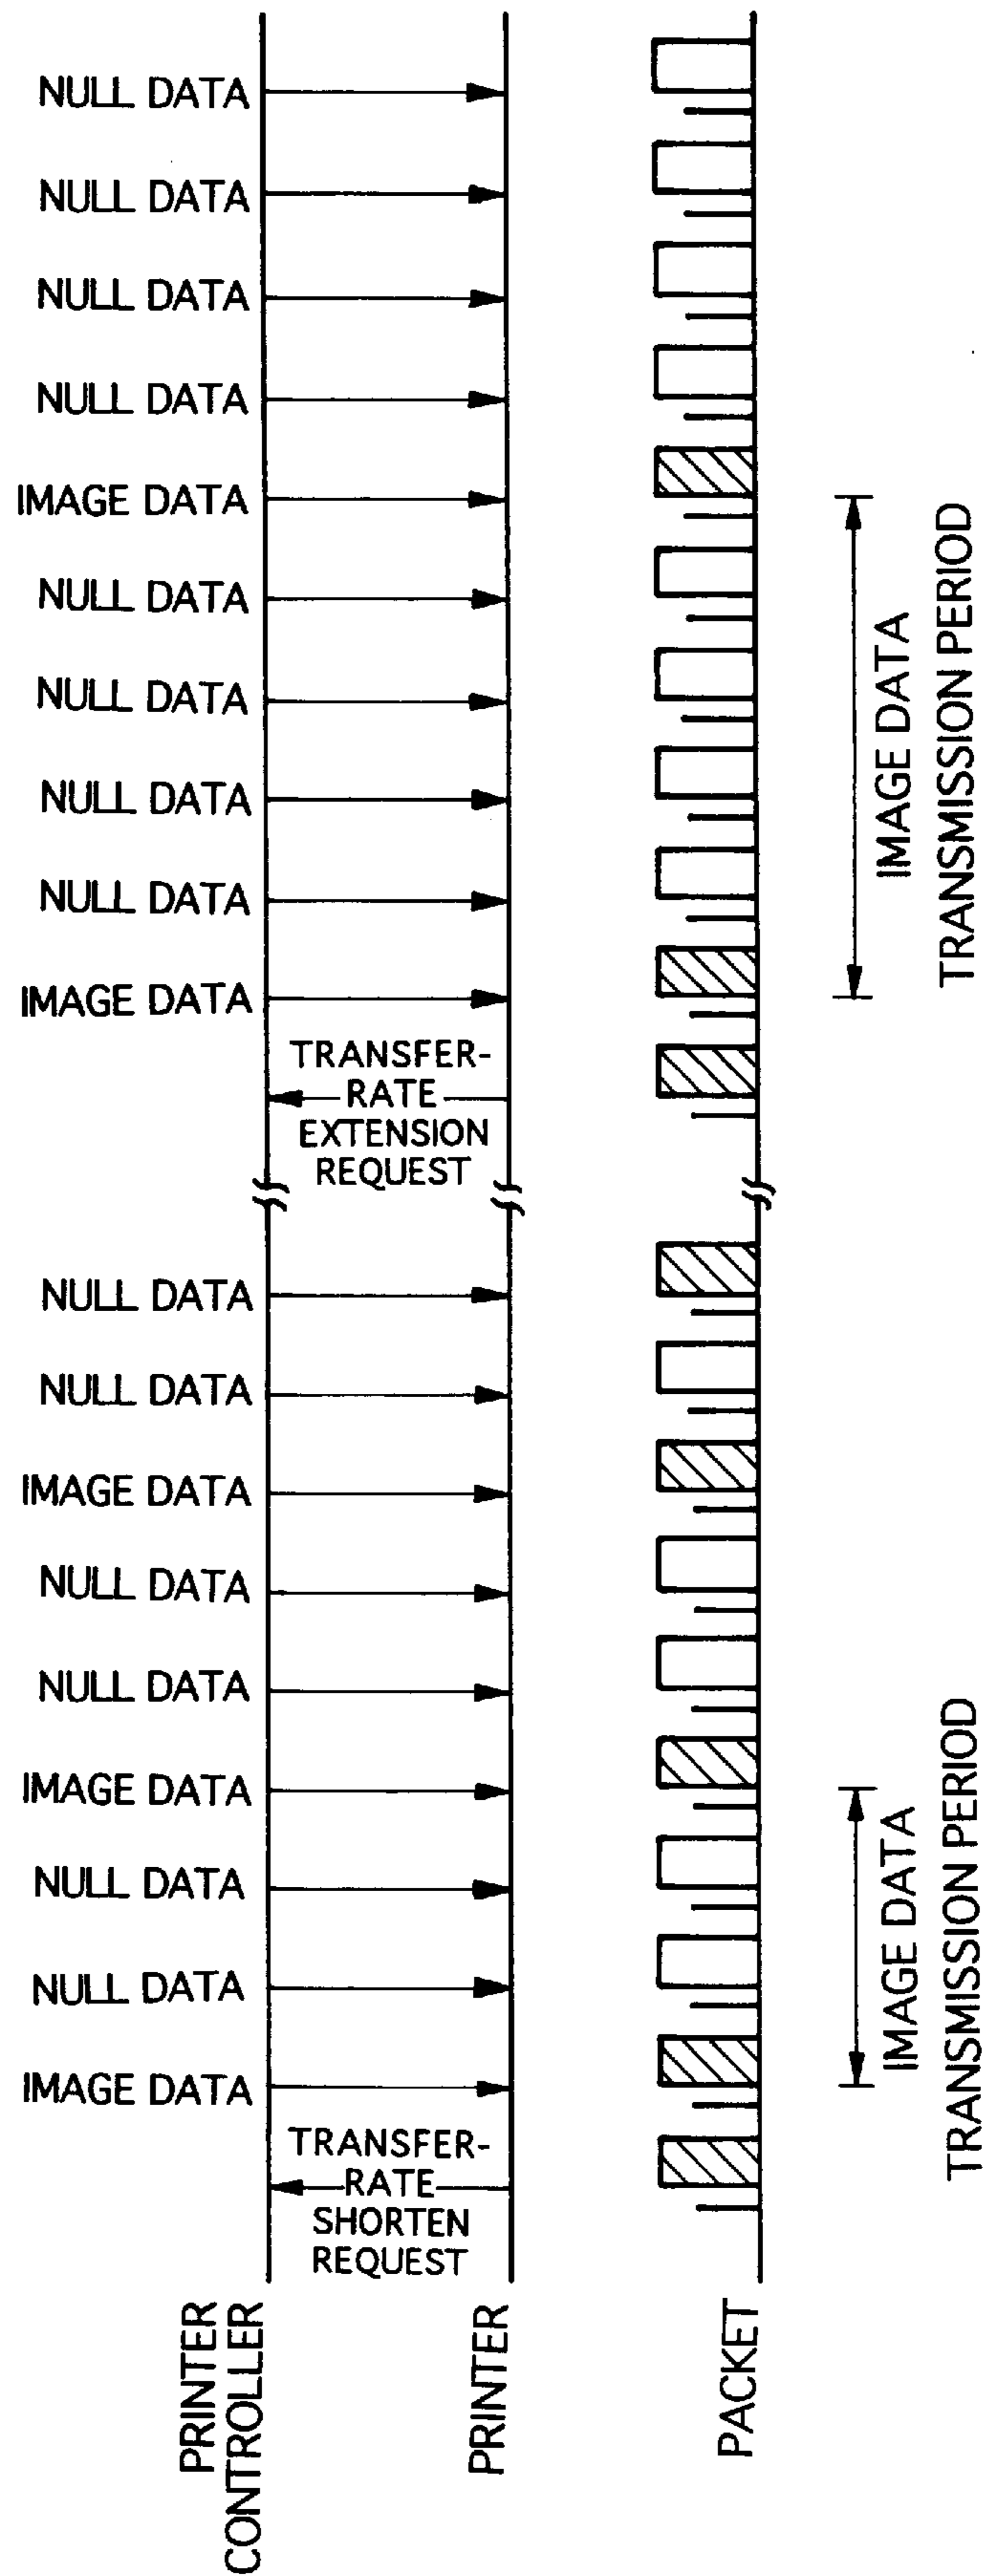 NULL DATA
NULL DATA
NULL DATA
NULL DATA
IMAGE DATA
NULL DATA
NULL DATA
NULL DATA
NULL DATA
IMAGE DATA
TRANSFER-
RATE
EXTENSION
REQUEST
IMAGE DATA
TRANSMISSION PERIOD
NULL DATA
NULL DATA
IMAGE DATA
NULL DATA
NULL DATA
IMAGE DATA
NULL DATA
NULL DATA
IMAGE DATA
TRANSFER-
RATE
SHORTEN
REQUEST
IMAGE DATA
TRANSMISSION PERIOD
PRINTER
CONTROLLER
PRINTER
PACKET